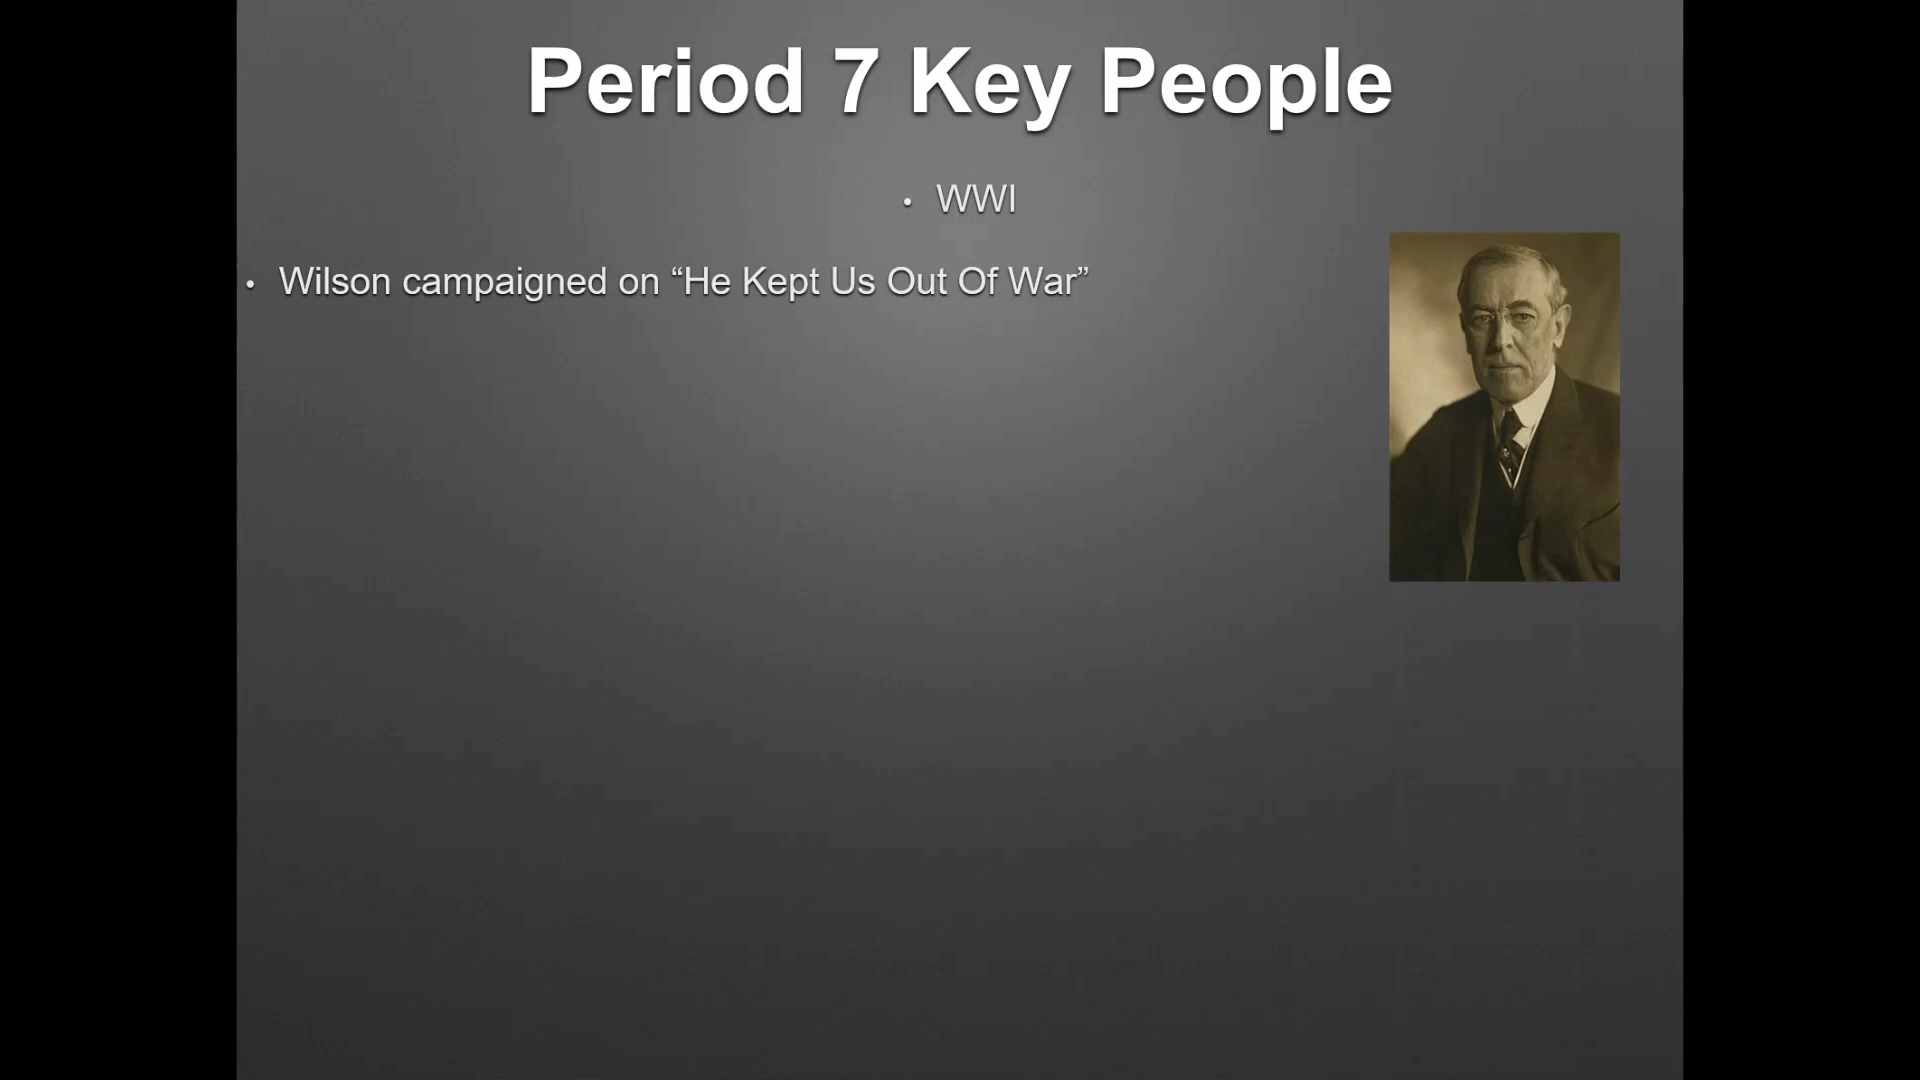 Period 7 Key People
• WWI
• Wilson campaigned on “He Kept Us Out Of War”